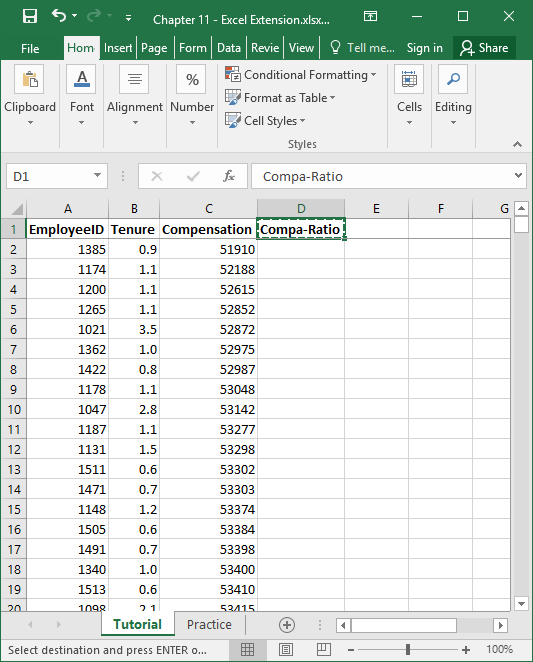 Chapter 11 - Excel Extension.xlsx...
File Home Insert Page Form Data Revie View Tell me... Sign in Share
Clipboard Font Alignment Number % Conditional Formatting Format as Table Cell Styles Styles Cells Editing
D1 fx Compa-Ratio
A B C D E F G
1 EmployeeID Tenure Compensation Compa-Ratio
2 1385 0.9 51910
3 1174 1.1 52188
4 1200 1.1 52615
5 1265 1.1 52852
6 1021 3.5 52872
7 1362 1.0 52975
8 1422 0.8 52987
9 1178 1.1 53048
10 1047 2.8 53142
11 1187 1.1 53277
12 1131 1.5 53298
13 1511 0.6 53302
14 1471 0.7 53303
15 1148 1.2 53374
16 1505 0.6 53384
17 1491 0.7 53398
18 1340 1.0 53400
19 1513 0.6 53410
20 1098 2.1 53415
Tutorial Practice
Select destination and press ENTER o... 100%